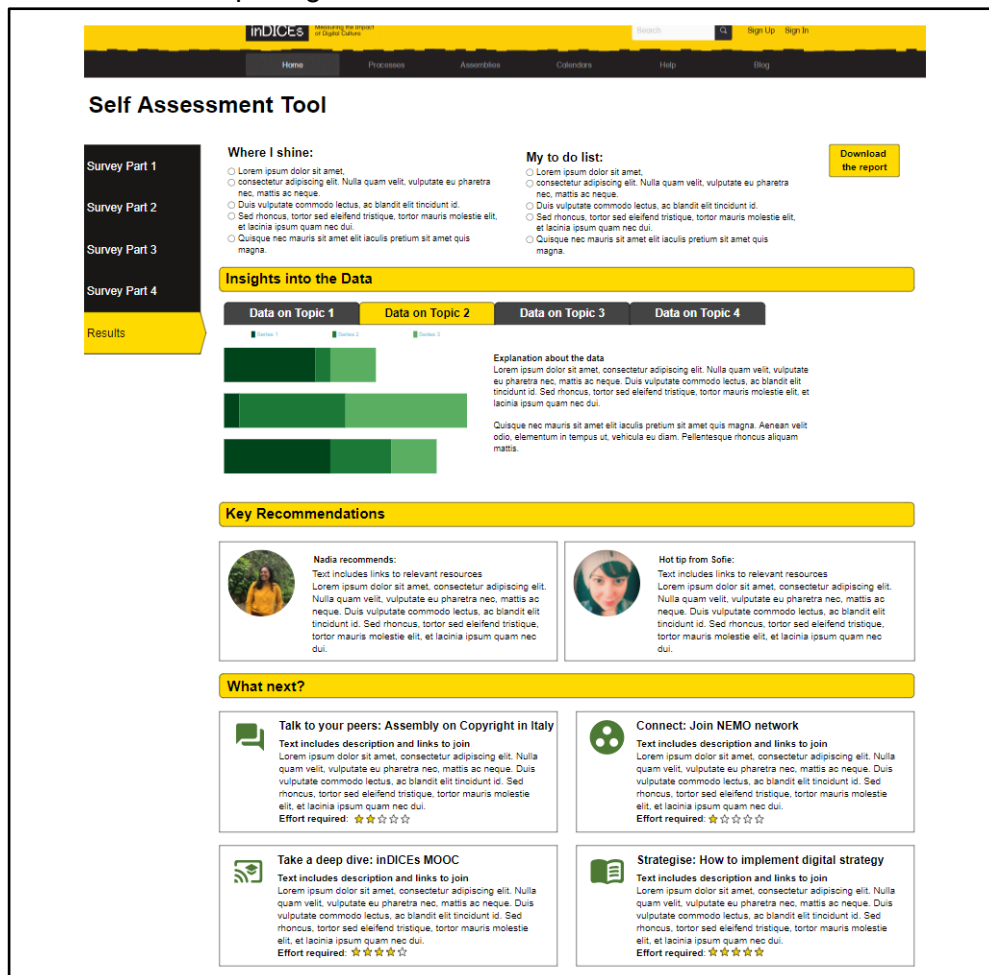 inDICEs
Measuring the Impact
of Digital Culture
Search
Sign Up Sign In
Home Processes Assemblies Calendars Help Blog
Self Assessment Tool
Survey Part 1
Survey Part 2
Survey Part 3
Survey Part 4
Results
Where I shine:
Lorem ipsum dolor sit amet,
consectetur adipiscing elit. Nulla quam velit, vulputate eu pharetra
nec, mattis ac neque.
Duis vulputate commodo lectus, ac blandit elit tincidunt id.
Sed rhoncus, tortor sed eleifend tristique, tortor mauris molestie elit,
et lacinia ipsum quam nec dui.
Quisque nec mauris sit amet elit iaculis pretium sit amet quis
magna.
My to do list:
Lorem ipsum dolor sit amet,
consectetur adipiscing elit. Nulla quam velit, vulputate eu pharetra
nec, mattis ac neque.
Duis vulputate commodo lectus, ac blandit elit tincidunt id.
Sed rhoncus, tortor sed eleifend tristique, tortor mauris molestie elit,
et lacinia ipsum quam nec dui.
Quisque nec mauris sit amet elit iaculis pretium sit amet quis
magna.
Download
the report
Insights into the Data
Data on Topic 1 Data on Topic 2 Data on Topic 3 Data on Topic 4
Series 1 Series 2 Series 3
Explanation about the data
Lorem ipsum dolor sit amet, consectetur adipiscing elit. Nulla quam velit, vulputate
eu pharetra nec, mattis ac neque. Duis vulputate commodo lectus, ac blandit elit
tincidunt id. Sed rhoncus, tortor sed eleifend tristique, tortor mauris molestie elit, et
lacinia ipsum quam nec dui.
Quisque nec mauris sit amet elit iaculis pretium sit amet quis magna. Aenean velit
odio, elementum in tempus ut, vehicula eu diam. Pellentesque rhoncus aliquam
mattis.
Key Recommendations
Nadia recommends:
Text includes links to relevant resources
Lorem ipsum dolor sit amet, consectetur adipiscing elit.
Nulla quam velit, vulputate eu pharetra nec, mattis ac
neque. Duis vulputate commodo lectus, ac blandit elit
tincidunt id. Sed rhoncus, tortor sed eleifend tristique,
tortor mauris molestie elit, et lacinia ipsum quam nec
dui.
Hot tip from Sofie:
Text includes links to relevant resources
Lorem ipsum dolor sit amet, consectetur adipiscing elit.
Nulla quam velit, vulputate eu pharetra nec, mattis ac
neque. Duis vulputate commodo lectus, ac blandit elit
tincidunt id. Sed rhoncus, tortor sed eleifend tristique,
tortor mauris molestie elit, et lacinia ipsum quam nec
dui.
What next?
Talk to your peers: Assembly on Copyright in Italy
Text includes description and links to join
Lorem ipsum dolor sit amet, consectetur adipiscing elit. Nulla
quam velit, vulputate eu pharetra nec, mattis ac neque. Duis
vulputate commodo lectus, ac blandit elit tincidunt id. Sed
rhoncus, tortor sed eleifend tristique, tortor mauris molestie
elit, et lacinia ipsum quam nec dui.
Effort required:
Connect: Join NEMO network
Text includes description and links to join
Lorem ipsum dolor sit amet, consectetur adipiscing elit. Nulla
quam velit, vulputate eu pharetra nec, mattis ac neque. Duis
vulputate commodo lectus, ac blandit elit tincidunt id. Sed
rhoncus, tortor sed eleifend tristique, tortor mauris molestie
elit, et lacinia ipsum quam nec dui.
Effort required:
Take a deep dive: inDICEs MOOC
Text includes description and links to join
Lorem ipsum dolor sit amet, consectetur adipiscing elit. Nulla
quam velit, vulputate eu pharetra nec, mattis ac neque. Duis
vulputate commodo lectus, ac blandit elit tincidunt id. Sed
rhoncus, tortor sed eleifend tristique, tortor mauris molestie
elit, et lacinia ipsum quam nec dui.
Effort required:
Strategise: How to implement digital strategy
Text includes description and links to join
Lorem ipsum dolor sit amet, consectetur adipiscing elit. Nulla
quam velit, vulputate eu pharetra nec, mattis ac neque. Duis
vulputate commodo lectus, ac blandit elit tincidunt id. Sed
rhoncus, tortor sed eleifend tristique, tortor mauris molestie
elit, et lacinia ipsum quam nec dui.
Effort required: